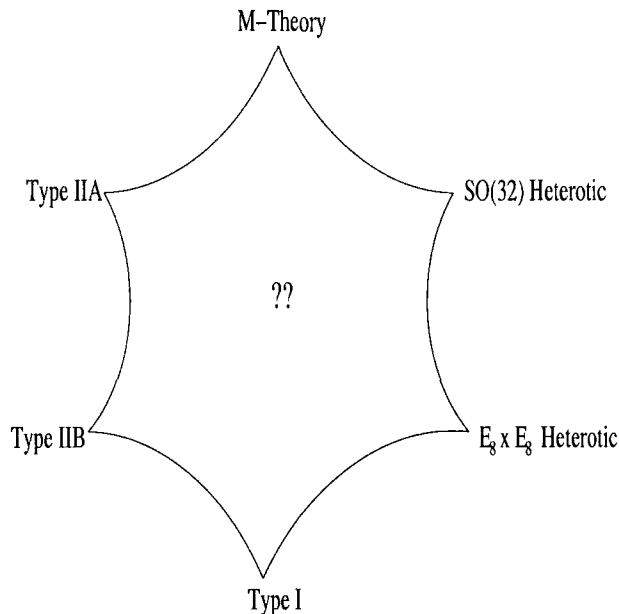 M-Theory
Type IIA
SO(32) Heterotic
??
Type IIB
E₈ x E₈ Heterotic
Type I